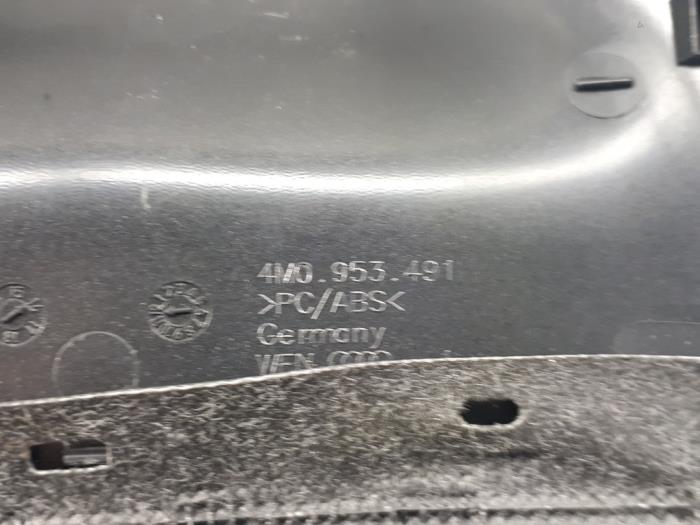 4M0.953.491
>PC/ABS<
Germany